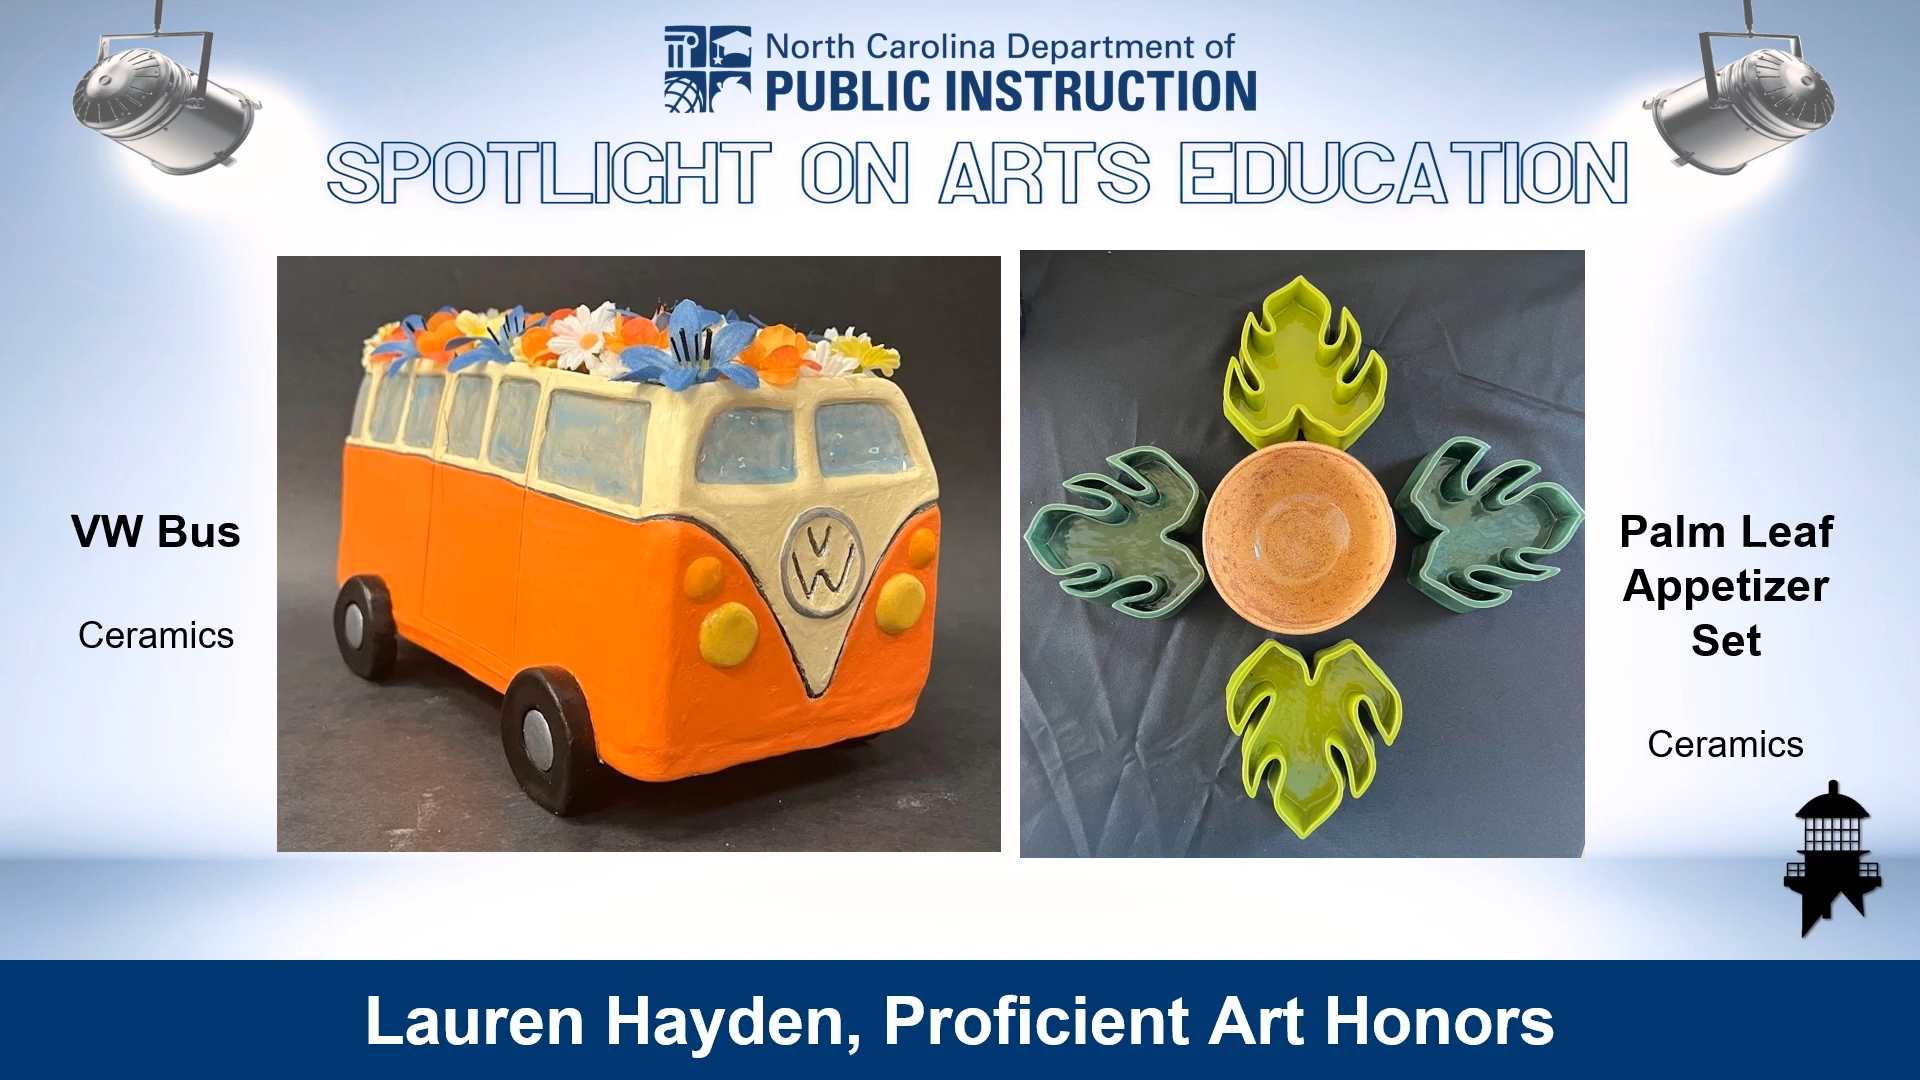 North Carolina Department of
PUBLIC INSTRUCTION
SPOTLIGHT ON ARTS EDUCATION
VW Bus
Ceramics
VW
Palm Leaf
Appetizer
Set
Ceramics
Lauren Hayden, Proficient Art Honors